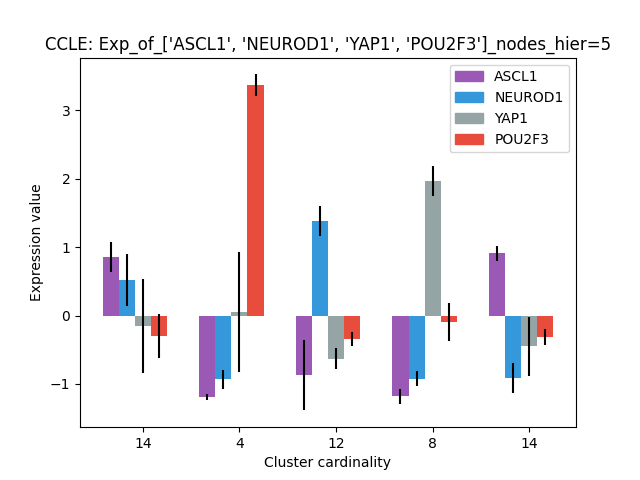 CCLE: Exp_of_['ASCL1', 'NEUROD1', 'YAP1', 'POU2F3']_nodes_hier=5
ASCL1
NEUROD1
YAP1
POU2F3
Expression value
3
2
1
0
−1
14
4
12
8
14
Cluster cardinality